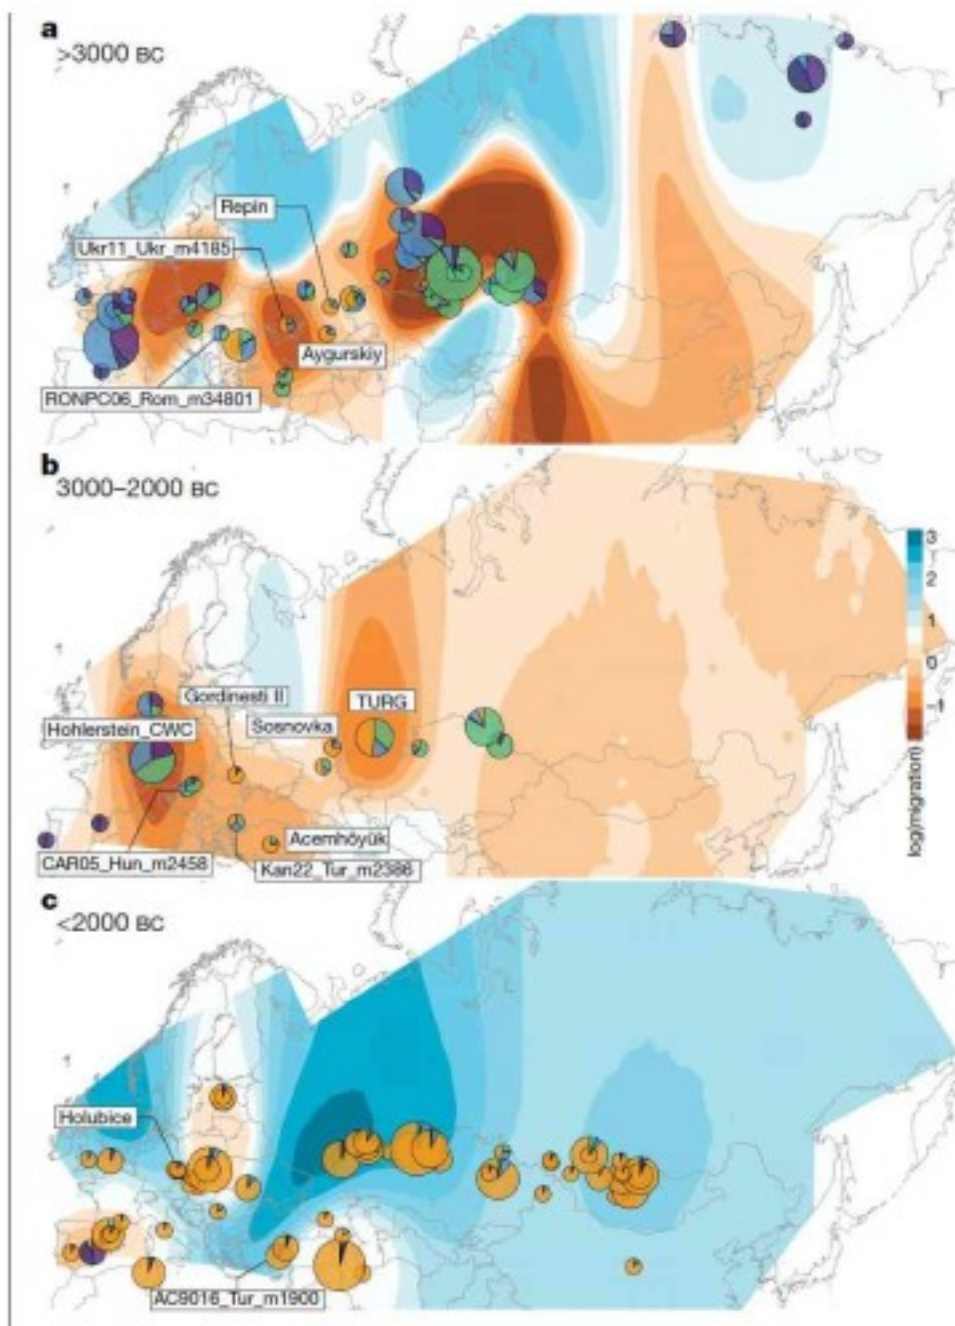 a
>3000 BC
Repin
Ukr11_Ukr_m4185
Aygurskiy
RONPC06_Rom_m34801
b
3000–2000 BC
3
2
1
0
–1
log(migration)
Gordinesti II
TURG
Sosnovka
Hohlerstein_CWC
Acemhöyük
CAR05_Hun_m2458
Kan22_Tur_m2386
c
<2000 BC
Holubice
AC9016_Tur_m1900